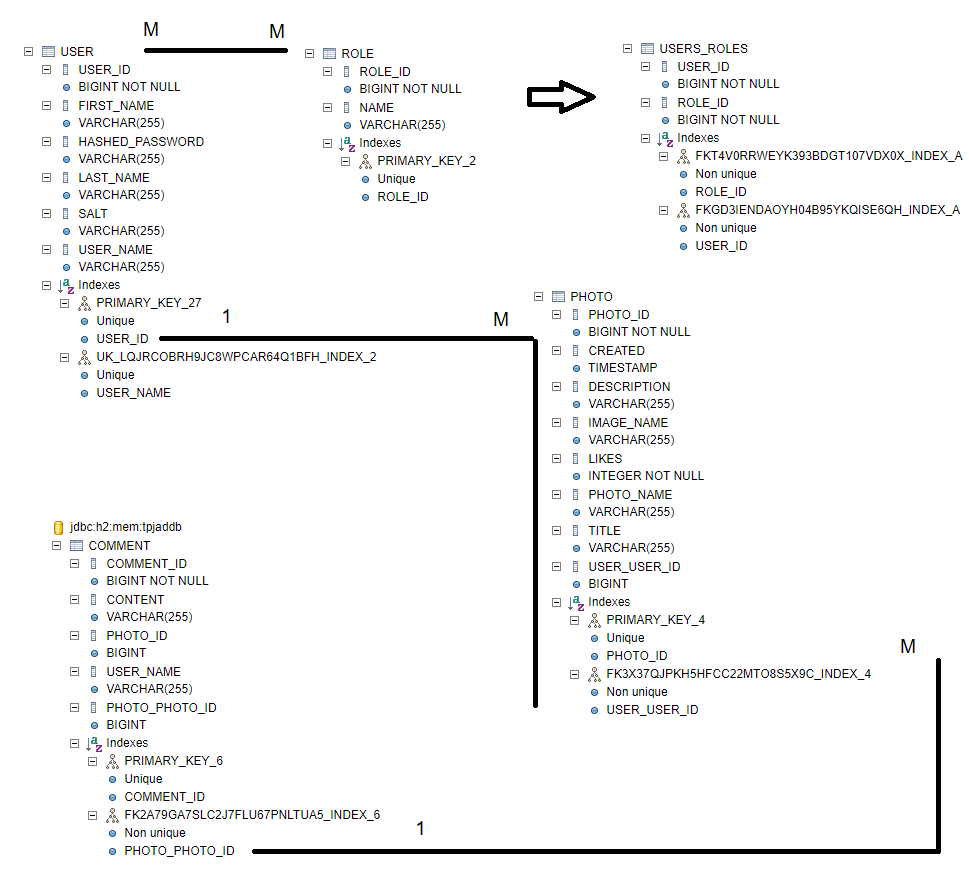 M
M
USER
USER_ID
BIGINT NOT NULL
FIRST_NAME
VARCHAR(255)
HASHED_PASSWORD
VARCHAR(255)
LAST_NAME
VARCHAR(255)
SALT
VARCHAR(255)
USER_NAME
VARCHAR(255)
Indexes
PRIMARY_KEY_27
Unique
USER_ID
UK_LQJRCOBRH9JC8WPCAR64Q1BFH_INDEX_2
Unique
USER_NAME
ROLE
ROLE_ID
BIGINT NOT NULL
NAME
VARCHAR(255)
Indexes
PRIMARY_KEY_2
Unique
ROLE_ID
USERS_ROLES
USER_ID
BIGINT NOT NULL
ROLE_ID
BIGINT NOT NULL
Indexes
FKT4V0RRWEYK393BDGT107VDX0X_INDEX_A
Non unique
ROLE_ID
FKGD3IENDAOYH04B95YKQISE6QH_INDEX_A
Non unique
USER_ID
1
M
PHOTO
PHOTO_ID
BIGINT NOT NULL
CREATED
TIMESTAMP
DESCRIPTION
VARCHAR(255)
IMAGE_NAME
VARCHAR(255)
LIKES
INTEGER NOT NULL
PHOTO_NAME
VARCHAR(255)
TITLE
VARCHAR(255)
USER_USER_ID
BIGINT
Indexes
PRIMARY_KEY_4
Unique
PHOTO_ID
FK3X37QJPKH5HFCC22MTO8S5X9C_INDEX_4
Non unique
USER_USER_ID
M
jdbc:h2:mem:tpjaddb
COMMENT
COMMENT_ID
BIGINT NOT NULL
CONTENT
VARCHAR(255)
PHOTO_ID
BIGINT
USER_NAME
VARCHAR(255)
PHOTO_PHOTO_ID
BIGINT
Indexes
PRIMARY_KEY_6
Unique
COMMENT_ID
FK2A79GA7SLC2J7FLU67PNLTUA5_INDEX_6
Non unique
PHOTO_PHOTO_ID
1